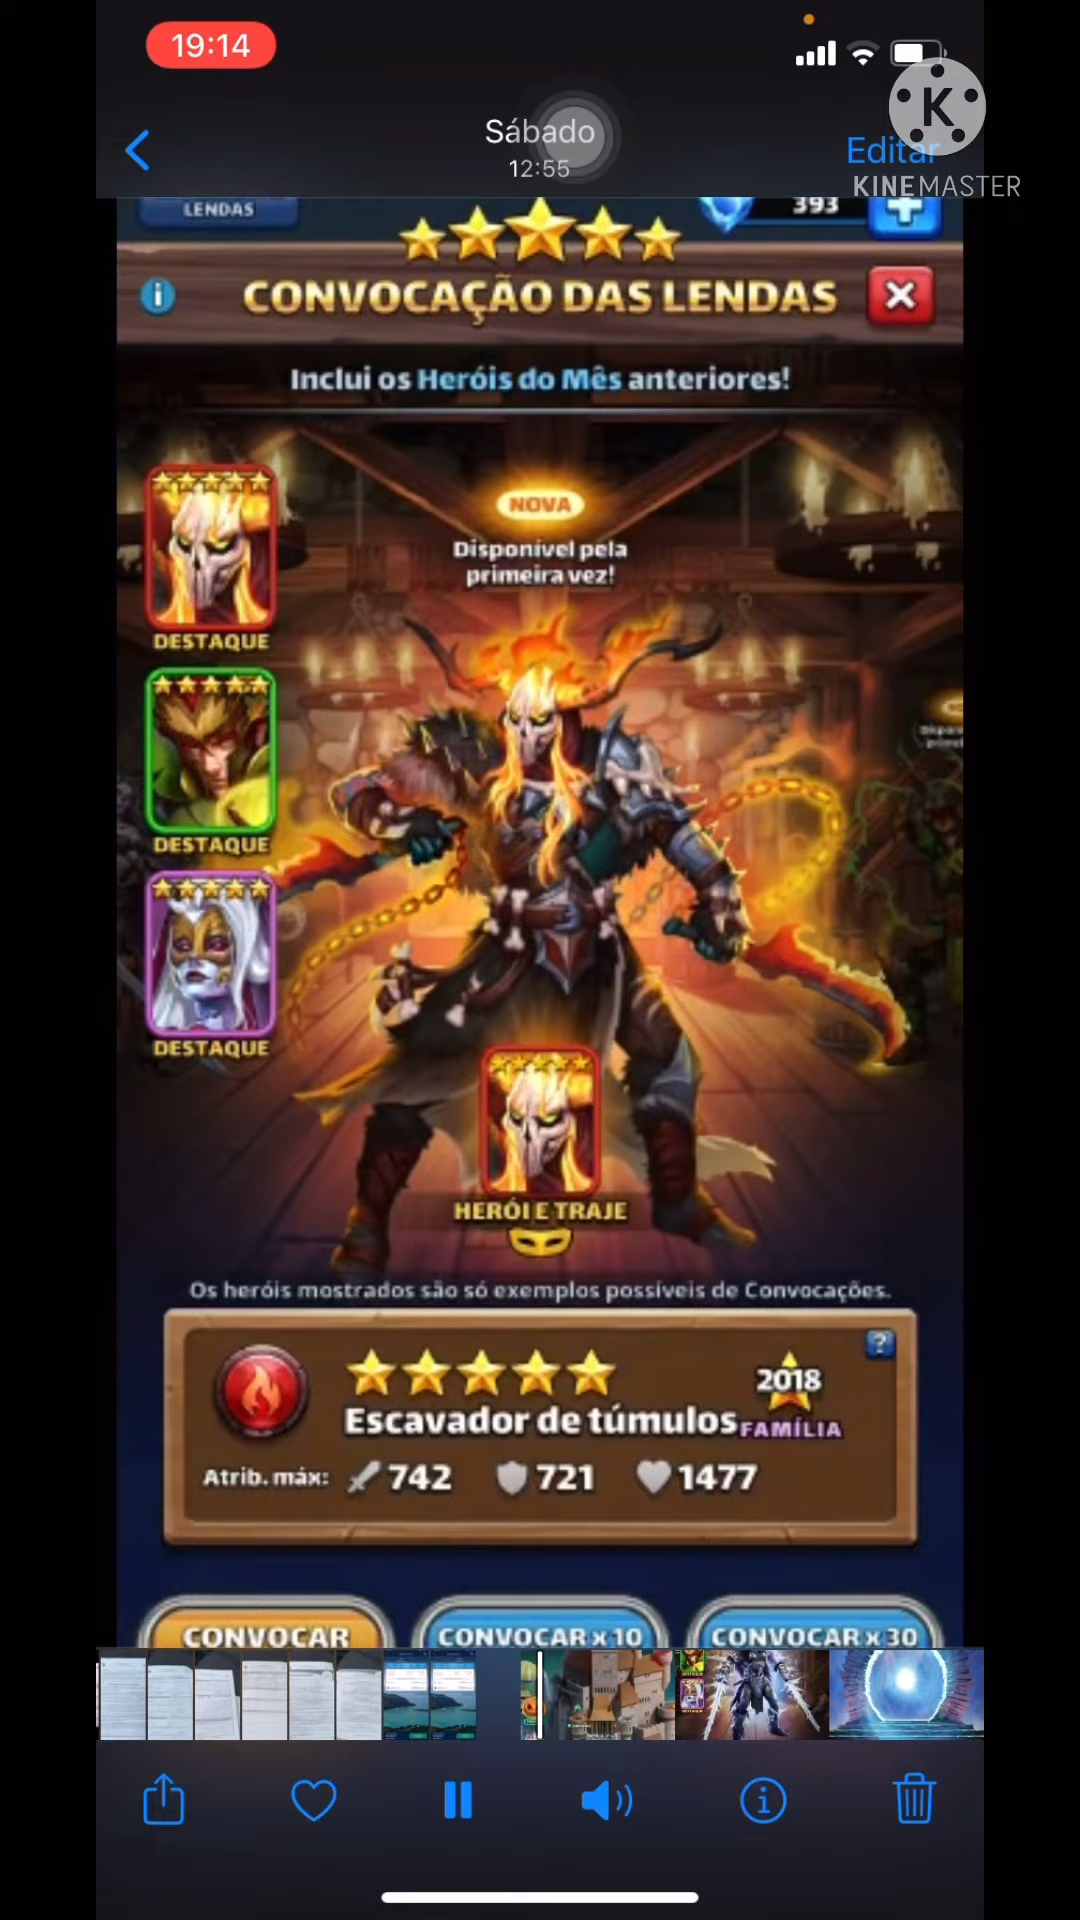 19:14
Sábado
12:55
Editar
K
KINEMASTER
LENDAS
393
CONVOCAÇÃO DAS LENDAS
Inclui os Heróis do Mês anteriores!
NOVA
Disponível pela
primeira vez!
DESTAQUE
DESTAQUE
DESTAQUE
HERÓI E TRAJE
Os heróis mostrados são só exemplos possíveis de Convocações.
?
2018
Escavador de túmulos
FAMÍLIA
Atrib. máx: 742 721 1477
CONVOCAR
CONVOCAR x 10
CONVOCAR x 30